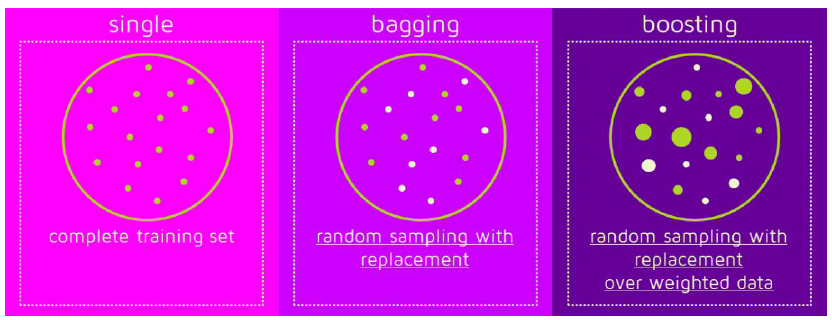 single
complete training set
bagging
random sampling with
replacement
boosting
random sampling with
replacement
over weighted data